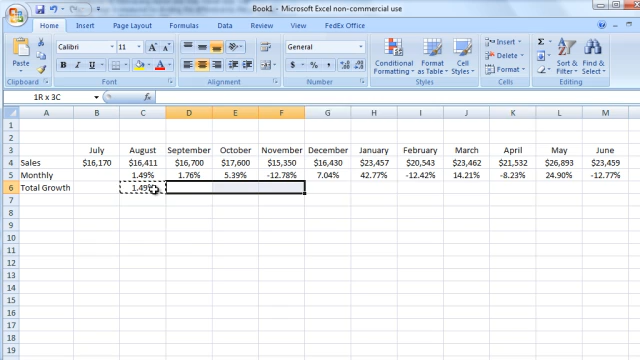 Book1 - Microsoft Excel non-commercial use
Home Insert Page Layout Formulas Data Review View FedEx Office
Calibri 11 General Insert
Delete
Paste Conditional Formatting Format as Table Cell Styles Format Sort & Filter
Clipboard Font Alignment Number Styles Cells
1R x 3C fx
A B C D E F G H I J K L M
1
2
3 July August September October November December January February March April May June
4 Sales $16,170 $16,411 $16,700 $17,600 $15,350 $16,430 $23,457 $20,543 $23,462 $21,532 $26,893 $23,459
5 Monthly 1.49% 1.76% 5.39% -12.78% 7.04% 42.77% -12.42% 14.21% -8.23% 24.90% -12.77%
6 Total Growth 1.49%
7
8
9
10
11
12
13
14
15
16
17
18
19